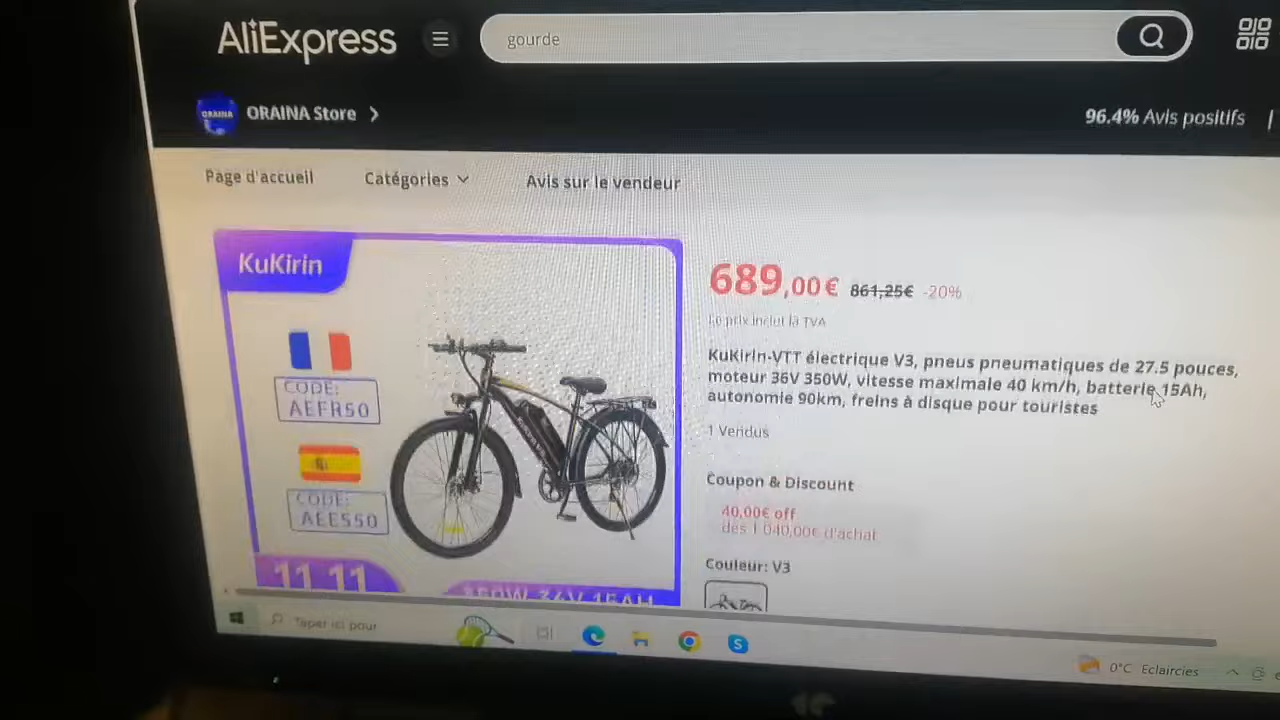 AliExpress
gourde
ORAINA
ORAINA Store
96.4% Avis positifs
Page d'accueil
Catégories
Avis sur le vendeur
KuKirin
689,00€ 861,25€ -20%
Le prix inclut la TVA
CODE:
AEFR50
KuKirin-VTT électrique V3, pneus pneumatiques de 27.5 pouces,
moteur 36V 350W, vitesse maximale 40 km/h, batterie 15Ah,
autonomie 90km, freins à disque pour touristes
1 Vendus
CODE:
AEES50
Coupon & Discount
40,00€ off
dès 1 040,00€ d'achat
Couleur: V3
11.11
350W 36V 15AH
Taper ici pour
0°C Eclaircies